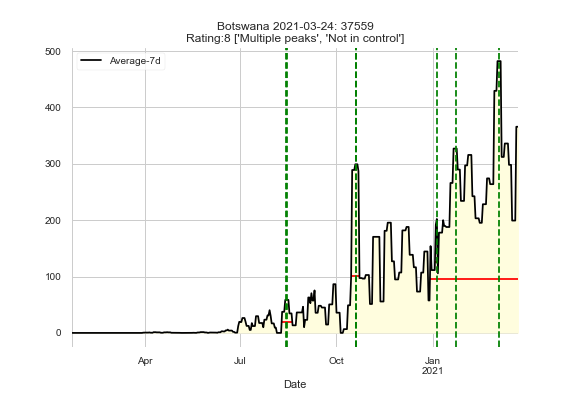 Botswana 2021-03-24: 37559
Rating:8 ['Multiple peaks', 'Not in control']
Average-7d
500
400
300
200
100
0
Apr
Jul
Oct
Jan
2021
Date